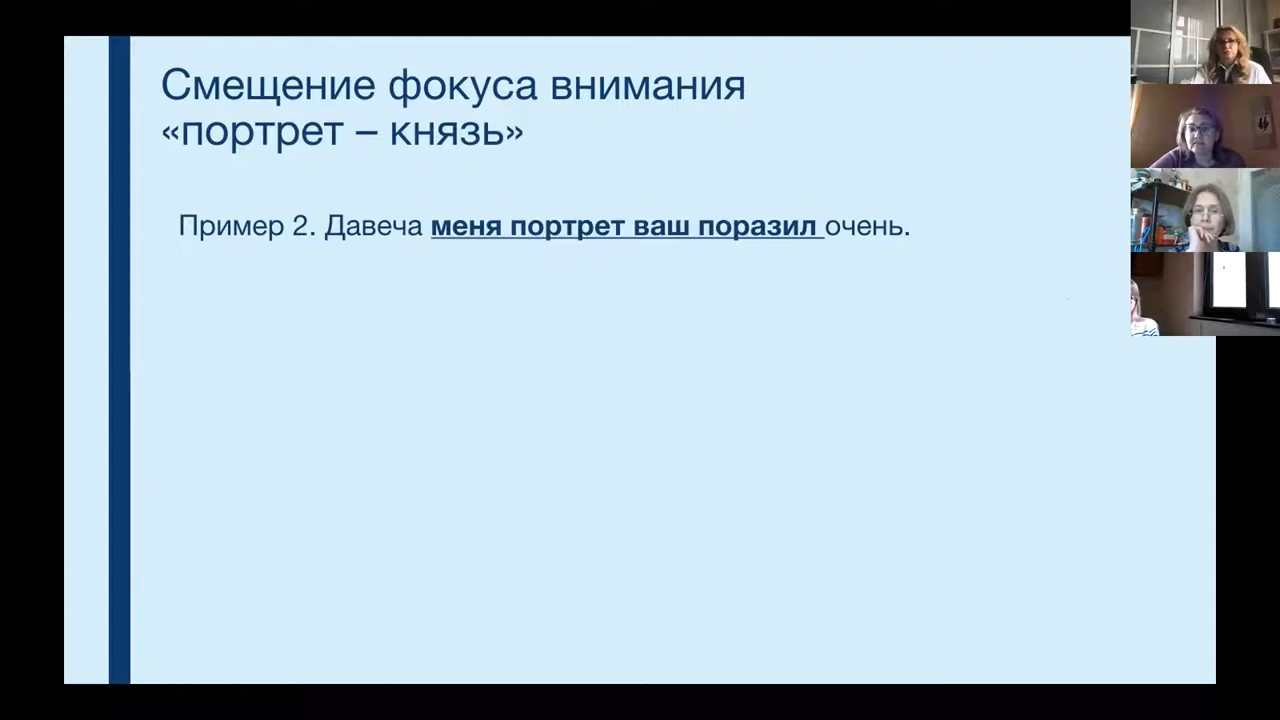 Смещение фокуса внимания
«портрет – князь»
Пример 2. Давеча меня портрет ваш поразил очень.